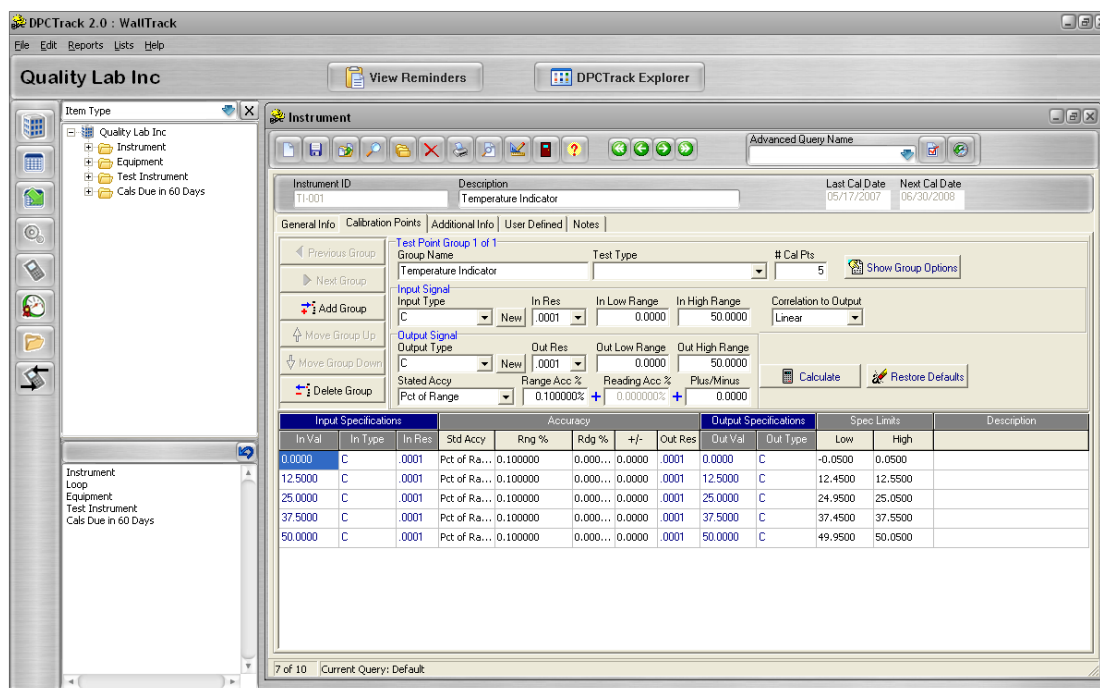 DPCTrack 2.0 : WallTrack
File Edit Reports Lists Help
Quality Lab Inc
View Reminders
DPCTrack Explorer
Item Type
Quality Lab Inc
Instrument
Equipment
Test Instrument
Cals Due in 60 Days
Instrument
Loop
Equipment
Test Instrument
Cals Due in 60 Days
Instrument
Advanced Query Name
Instrument ID Description Last Cal Date Next Cal Date
TI-001 Temperature Indicator 05/17/2007 06/30/2008
General Info Calibration Points Additional Info User Defined Notes
Previous Group
Next Group
Add Group
Move Group Up
Move Group Down
Delete Group
Test Point Group 1 of 1
Group Name Test Type # Cal Pts
Temperature Indicator 5 Show Group Options
Input Signal
Input Type In Res In Low Range In High Range Correlation to Output
C New .0001 0.0000 50.0000 Linear
Output Signal
Output Type Out Res Out Low Range Out High Range
C New .0001 0.0000 50.0000
Stated Accy Range Acc % Reading Acc % Plus/Minus
Pct of Range 0.100000% + 0.000000% + 0.0000
Calculate Restore Defaults
Input Specifications Accuracy Output Specifications Spec Limits Description
In Val In Type In Res Std Accy Rng % Rdg % +/- Out Res Out Val Out Type Low High
0.0000 C .0001 Pct of Ra... 0.100000 0.000... 0.0000 .0001 0.0000 C -0.0500 0.0500
12.5000 C .0001 Pct of Ra... 0.100000 0.000... 0.0000 .0001 12.5000 C 12.4500 12.5500
25.0000 C .0001 Pct of Ra... 0.100000 0.000... 0.0000 .0001 25.0000 C 24.9500 25.0500
37.5000 C .0001 Pct of Ra... 0.100000 0.000... 0.0000 .0001 37.5000 C 37.4500 37.5500
50.0000 C .0001 Pct of Ra... 0.100000 0.000... 0.0000 .0001 50.0000 C 49.9500 50.0500
7 of 10 Current Query: Default